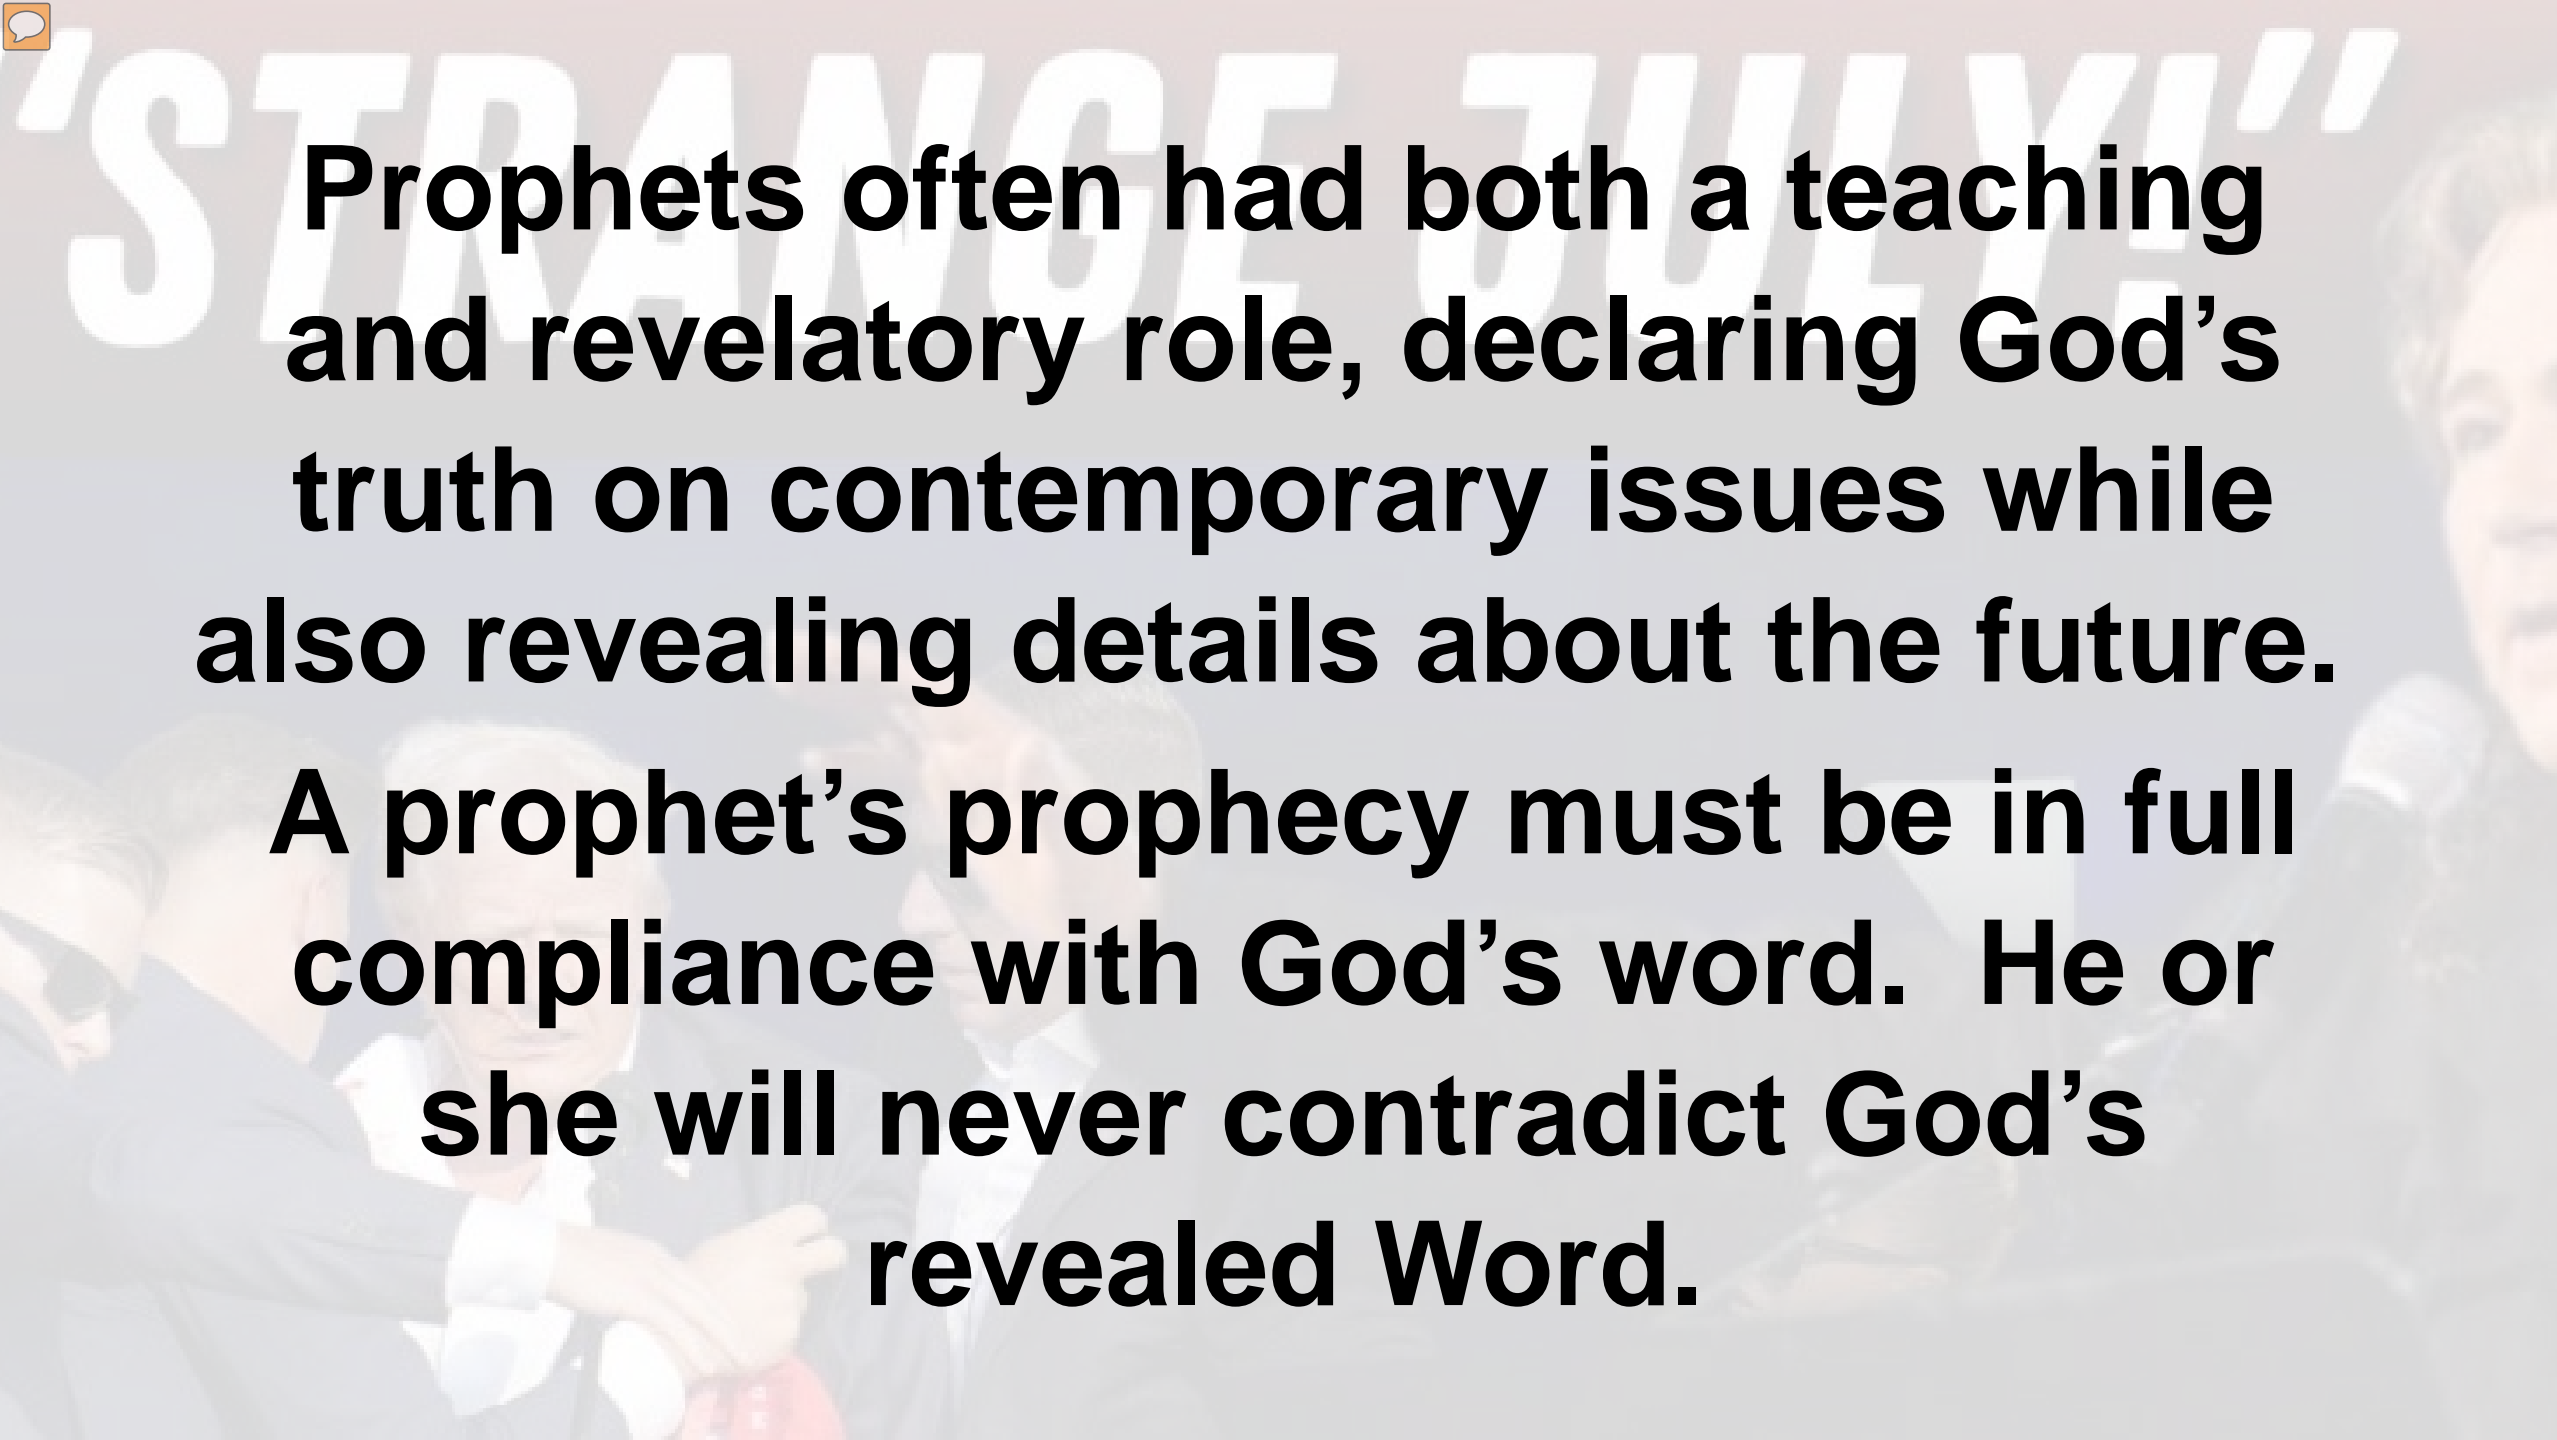 "STRANGE JULY!"
Prophets often had both a teaching
and revelatory role, declaring God’s
truth on contemporary issues while
also revealing details about the future.
A prophet’s prophecy must be in full
compliance with God’s word.  He or
she will never contradict God’s
revealed Word.